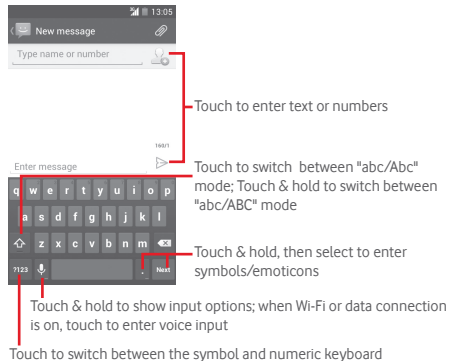 13:05
New message
Type name or number
Touch to enter text or numbers
160/1
Enter message
Touch to switch  between "abc/Abc"
mode; Touch & hold to switch between
"abc/ABC" mode
q w e r t y u i o p
a s d f g h j k l
z x c v b n m
Touch & hold, then select to enter
symbols/emoticons
?123 . Next
Touch & hold to show input options; when Wi-Fi or data connection
is on, touch to enter voice input
Touch to switch between the symbol and numeric keyboard